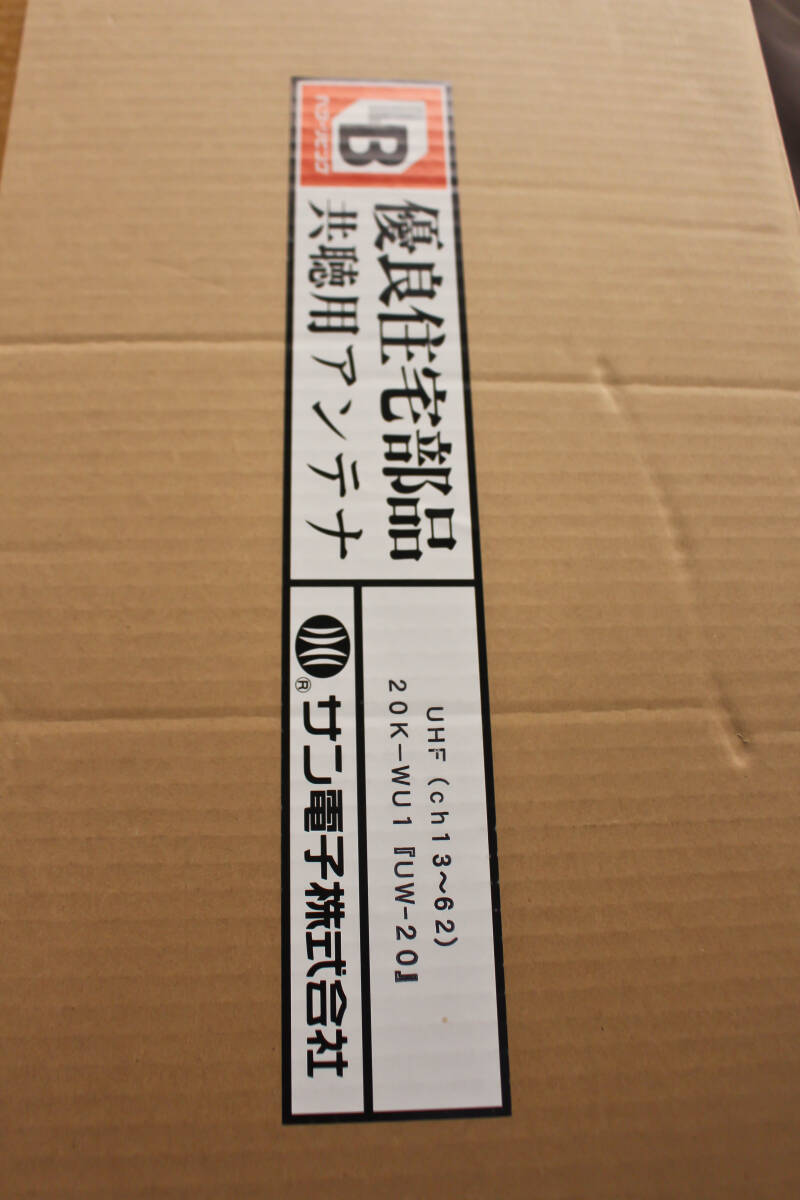 BL
優良住宅部品
共聴用アンテナ
UHF（ch13～62）
20K－WU1『UW-20』
®
サン電子株式会社